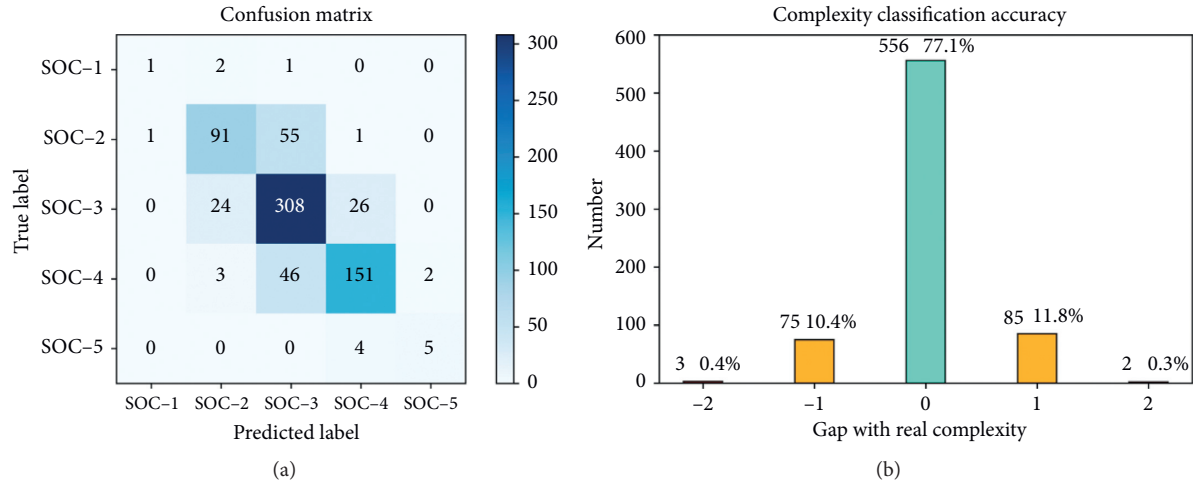 Confusion matrix
SOC–1 1 2 1 0 0
SOC–2 1 91 55 1 0
SOC–3 0 24 308 26 0
SOC–4 0 3 46 151 2
SOC–5 0 0 0 4 5
SOC–1 SOC–2 SOC–3 SOC–4 SOC–5
Predicted label
True label
300
250
200
150
100
50
0
(a)
Complexity classification accuracy
600
500
400
300
200
100
0
Number
3 0.4%
75 10.4%
556 77.1%
85 11.8%
2 0.3%
–2 –1 0 1 2
Gap with real complexity
(b)